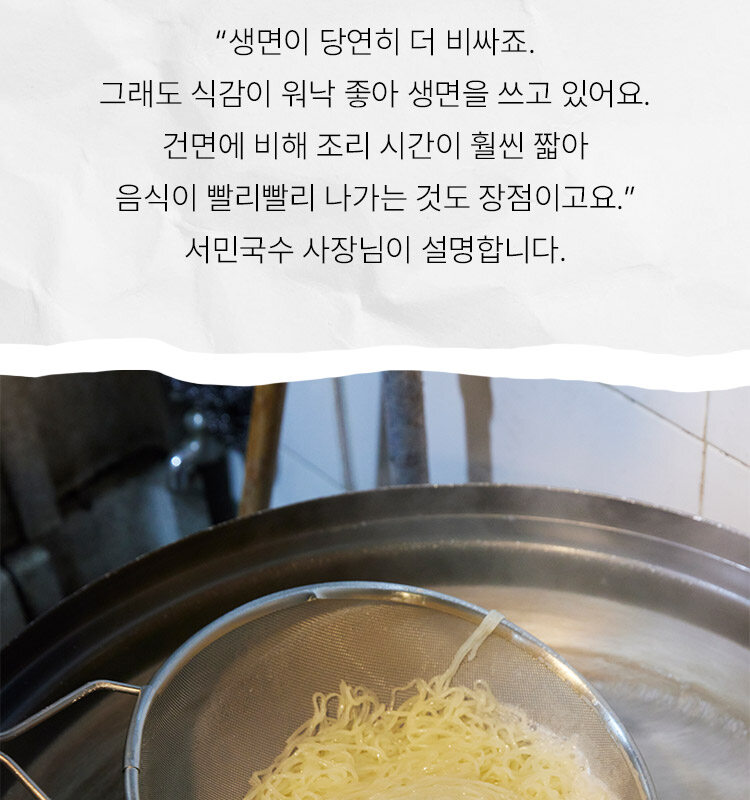 “생면이 당연히 더 비싸죠.
그래도 식감이 워낙 좋아 생면을 쓰고 있어요.
건면에 비해 조리 시간이 훨씬 짧아
음식이 빨리빨리 나가는 것도 장점이고요.”
서민국수 사장님이 설명합니다.